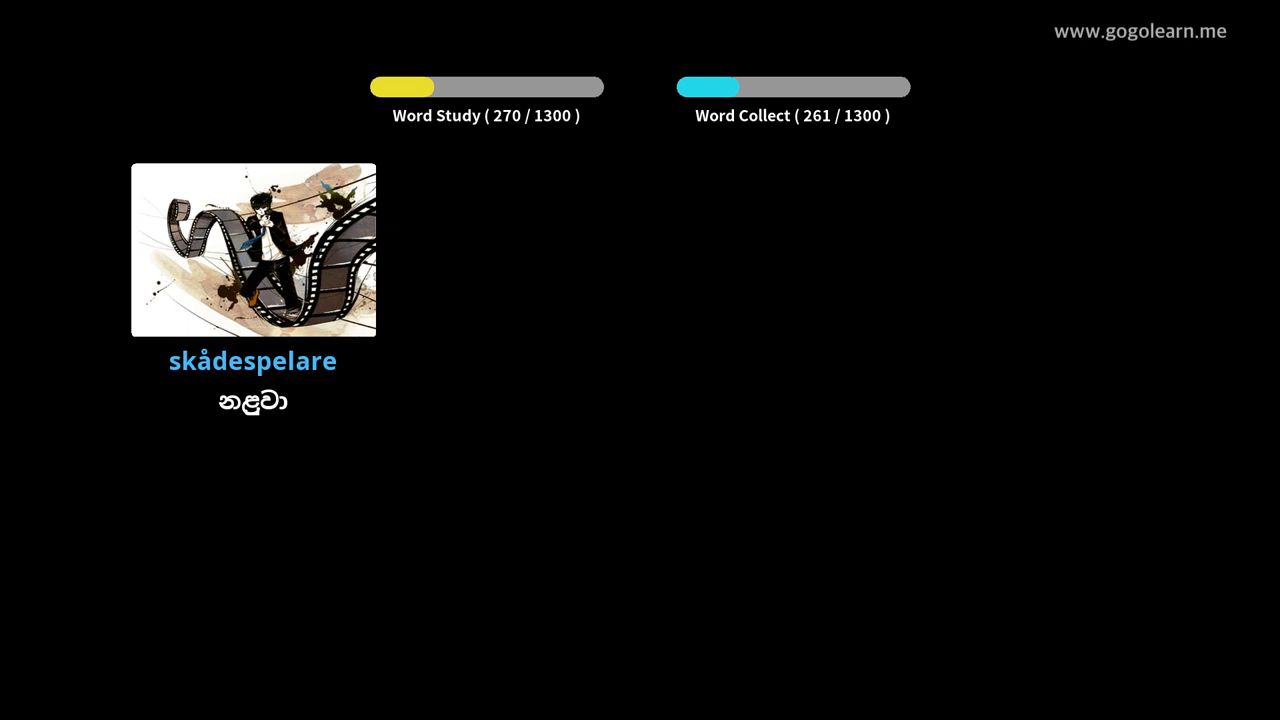 www.gogolearn.me
Word Study ( 270 / 1300 )
Word Collect ( 261 / 1300 )
skådespelare
නළුවා